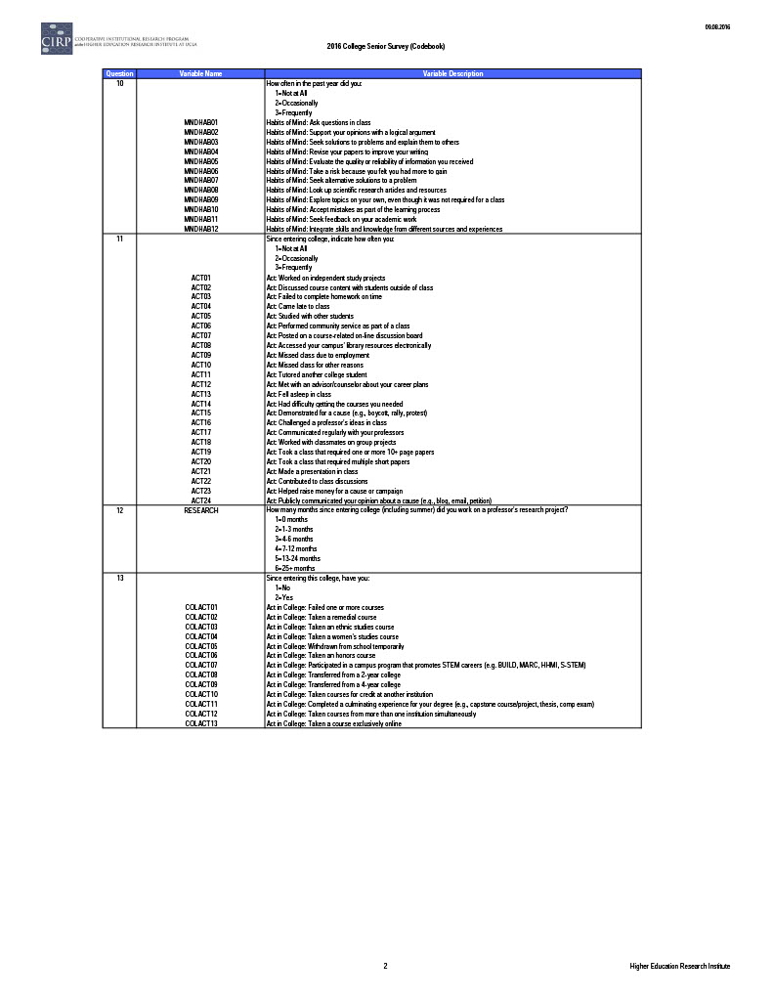 09.08.2016
CIRP
COOPERATIVE INSTITUTIONAL RESEARCH PROGRAM
at the HIGHER EDUCATION RESEARCH INSTITUTE AT UCLA
2016 College Senior Survey (Codebook)
Question Variable Name Variable Description
10 How often in the past year did you:
1=Not at All
2=Occasionally
3=Frequently
MNDHAB01 Habits of Mind: Ask questions in class
MNDHAB02 Habits of Mind: Support your opinions with a logical argument
MNDHAB03 Habits of Mind: Seek solutions to problems and explain them to others
MNDHAB04 Habits of Mind: Revise your papers to improve your writing
MNDHAB05 Habits of Mind: Evaluate the quality or reliability of information you received
MNDHAB06 Habits of Mind: Take a risk because you felt you had more to gain
MNDHAB07 Habits of Mind: Seek alternative solutions to a problem
MNDHAB08 Habits of Mind: Look up scientific research articles and resources
MNDHAB09 Habits of Mind: Explore topics on your own, even though it was not required for a class
MNDHAB10 Habits of Mind: Accept mistakes as part of the learning process
MNDHAB11 Habits of Mind: Seek feedback on your academic work
MNDHAB12 Habits of Mind: Integrate skills and knowledge from different sources and experiences
11 Since entering college, indicate how often you:
1=Not at All
2=Occasionally
3=Frequently
ACT01 Act: Worked on independent study projects
ACT02 Act: Discussed course content with students outside of class
ACT03 Act: Failed to complete homework on time
ACT04 Act: Came late to class
ACT05 Act: Studied with other students
ACT06 Act: Performed community service as part of a class
ACT07 Act: Posted on a course-related on-line discussion board
ACT08 Act: Accessed your campus' library resources electronically
ACT09 Act: Missed class due to employment
ACT10 Act: Missed class for other reasons
ACT11 Act: Tutored another college student
ACT12 Act: Met with an advisor/counselor about your career plans
ACT13 Act: Fell asleep in class
ACT14 Act: Had difficulty getting the courses you needed
ACT15 Act: Demonstrated for a cause (e.g., boycott, rally, protest)
ACT16 Act: Challenged a professor's ideas in class
ACT17 Act: Communicated regularly with your professors
ACT18 Act: Worked with classmates on group projects
ACT19 Act: Took a class that required one or more 10+ page papers
ACT20 Act: Took a class that required multiple short papers
ACT21 Act: Made a presentation in class
ACT22 Act: Contributed to class discussions
ACT23 Act: Helped raise money for a cause or campaign
ACT24 Act: Publicly communicated your opinion about a cause (e.g., blog, email, petition)
12 RESEARCH How many months since entering college (including summer) did you work on a professor's research project?
1=0 months
2=1-3 months
3=4-6 months
4=7-12 months
5=13-24 months
6=25+ months
13 Since entering this college, have you:
1=No
2=Yes
COLACT01 Act in College: Failed one or more courses
COLACT02 Act in College: Taken a remedial course
COLACT03 Act in College: Taken an ethnic studies course
COLACT04 Act in College: Taken a women's studies course
COLACT05 Act in College: Withdrawn from school temporarily
COLACT06 Act in College: Taken an honors course
COLACT07 Act in College: Participated in a campus program that promotes STEM careers (e.g. BUILD, MARC, HHMI, S-STEM)
COLACT08 Act in College: Transferred from a 2-year college
COLACT09 Act in College: Transferred from a 4-year college
COLACT10 Act in College: Taken courses for credit at another institution
COLACT11 Act in College: Completed a culminating experience for your degree (e.g., capstone course/project, thesis, comp exam)
COLACT12 Act in College: Taken courses from more than one institution simultaneously
COLACT13 Act in College: Taken a course exclusively online
2
Higher Education Research Institute